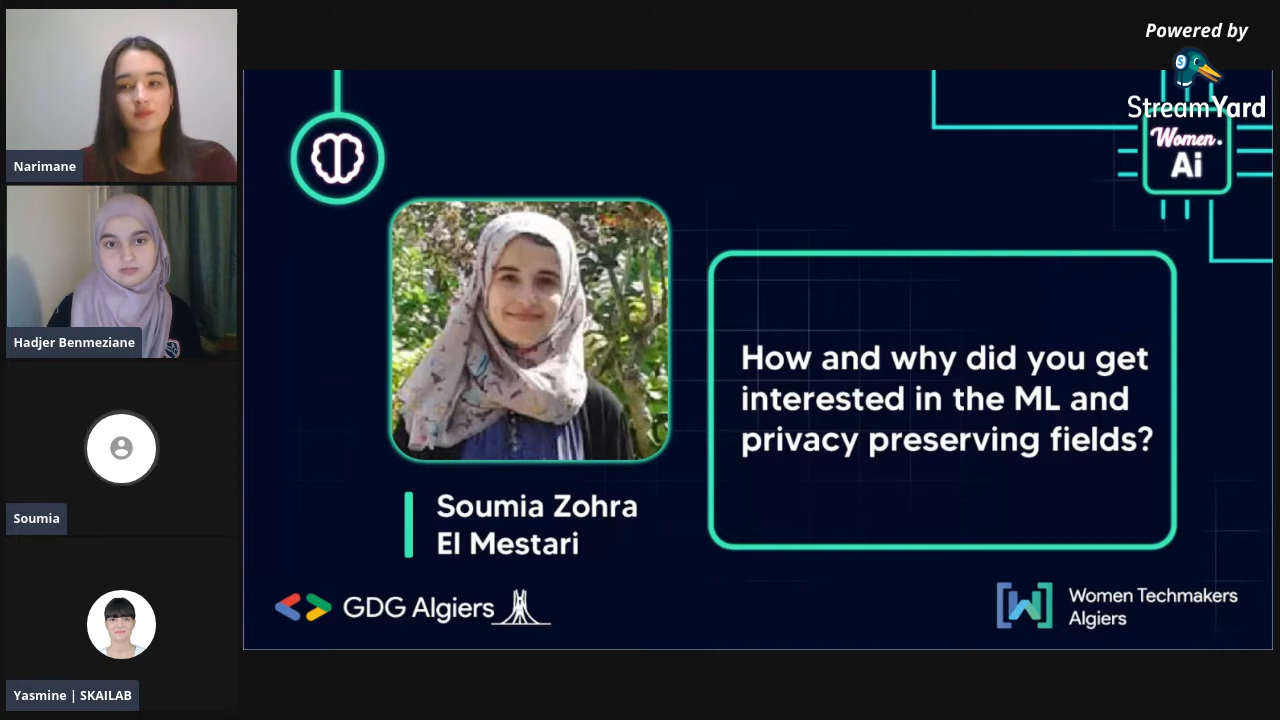 Powered by
StreamYard
Narimane
Hadjer Benmeziane
Soumia
Yasmine | SKAILAB
Women.
Ai
How and why did you get
interested in the ML and
privacy preserving fields?
Soumia Zohra
El Mestari
GDG Algiers
Women Techmakers
Algiers